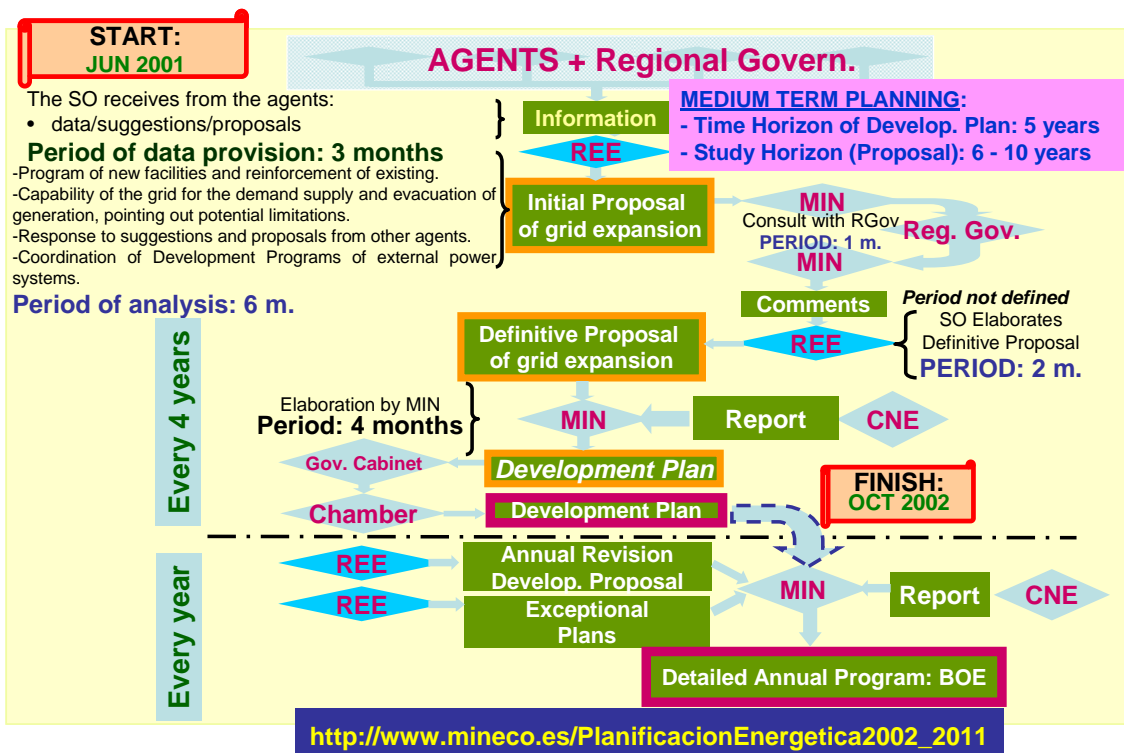 START:
JUN 2001
AGENTS + Regional Govern.
The SO receives from the agents:
• data/suggestions/proposals
Information
MEDIUM TERM PLANNING:
- Time Horizon of Develop. Plan: 5 years
- Study Horizon (Proposal): 6 - 10 years
Period of data provision: 3 months
REE
-Program of new facilities and reinforcement of existing.
-Capability of the grid for the demand supply and evacuation of
generation, pointing out potential limitations.
-Response to suggestions and proposals from other agents.
-Coordination of Development Programs of external power
systems.
Period of analysis: 6 m.
Initial Proposal
of grid expansion
MIN
Consult with RGov
PERIOD: 1 m.
Reg. Gov.
MIN
Comments
Period not defined
SO Elaborates
Definitive Proposal
PERIOD: 2 m.
REE
Definitive Proposal
of grid expansion
Every 4 years
Elaboration by MIN
Period: 4 months
MIN
Report
CNE
Gov. Cabinet
Development Plan
FINISH:
OCT 2002
Chamber
Development Plan
Every year
REE
Annual Revision
Develop. Proposal
REE
Exceptional
Plans
MIN
Report
CNE
Detailed Annual Program: BOE
http://www.mineco.es/PlanificacionEnergetica2002_2011